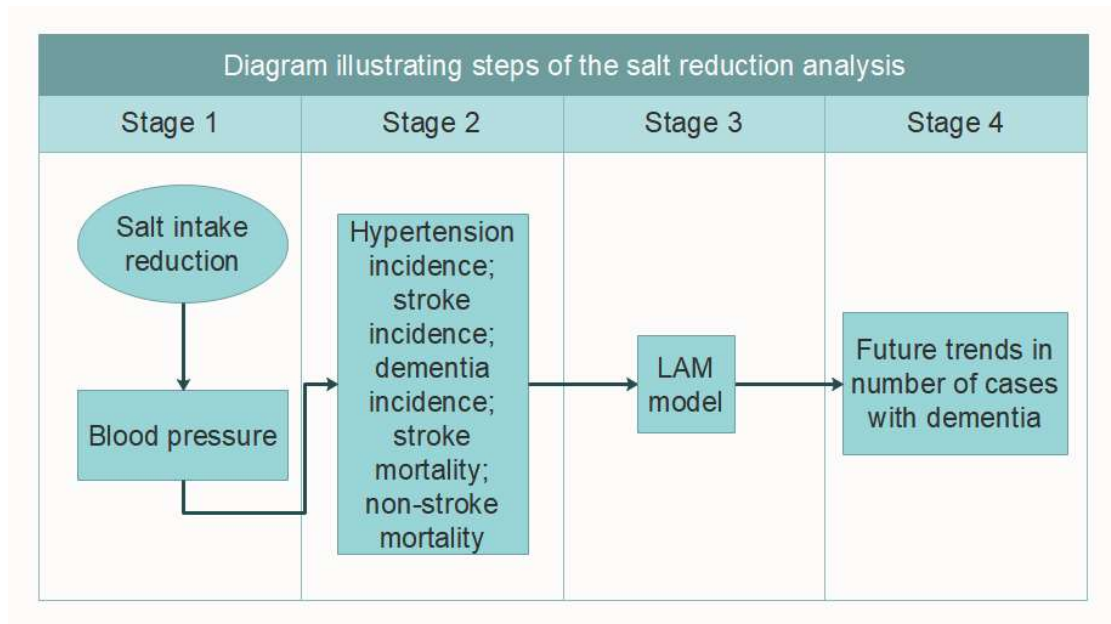 Diagram illustrating steps of the salt reduction analysis
Stage 1
Stage 2
Stage 3
Stage 4
Salt intake
reduction
Blood pressure
Hypertension
incidence;
stroke
incidence;
dementia
incidence;
stroke
mortality;
non-stroke
mortality
LAM
model
Future trends in
number of cases
with dementia